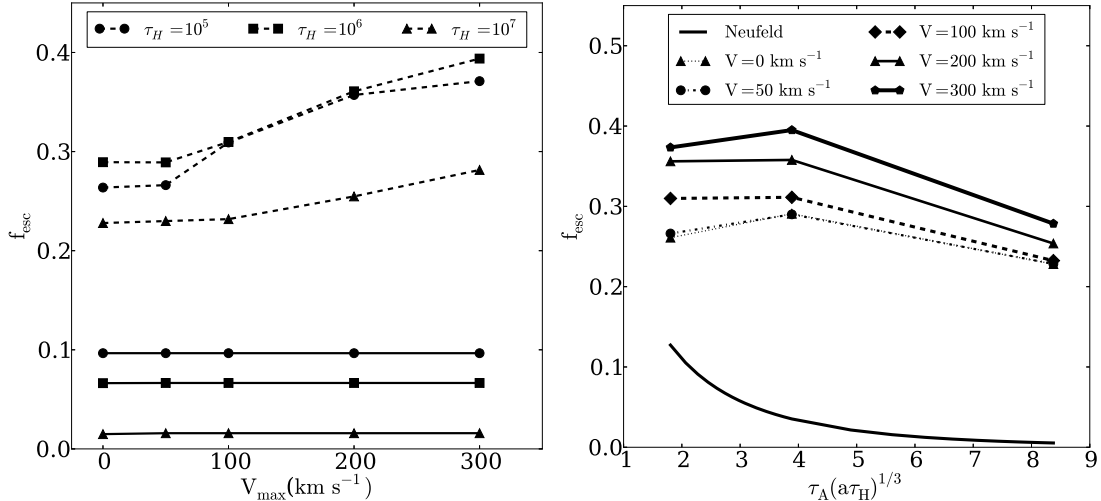 τ_H = 10^5 τ_H = 10^6 τ_H = 10^7
f_esc
0.4
0.3
0.2
0.1
0.0
0 100 200 300
V_max(km s^-1)
Neufeld
V=0 km s^-1
V=50 km s^-1
V=100 km s^-1
V=200 km s^-1
V=300 km s^-1
f_esc
0.5
0.4
0.3
0.2
0.1
0.0
1 2 3 4 5 6 7 8 9
τ_A(aτ_H)^1/3